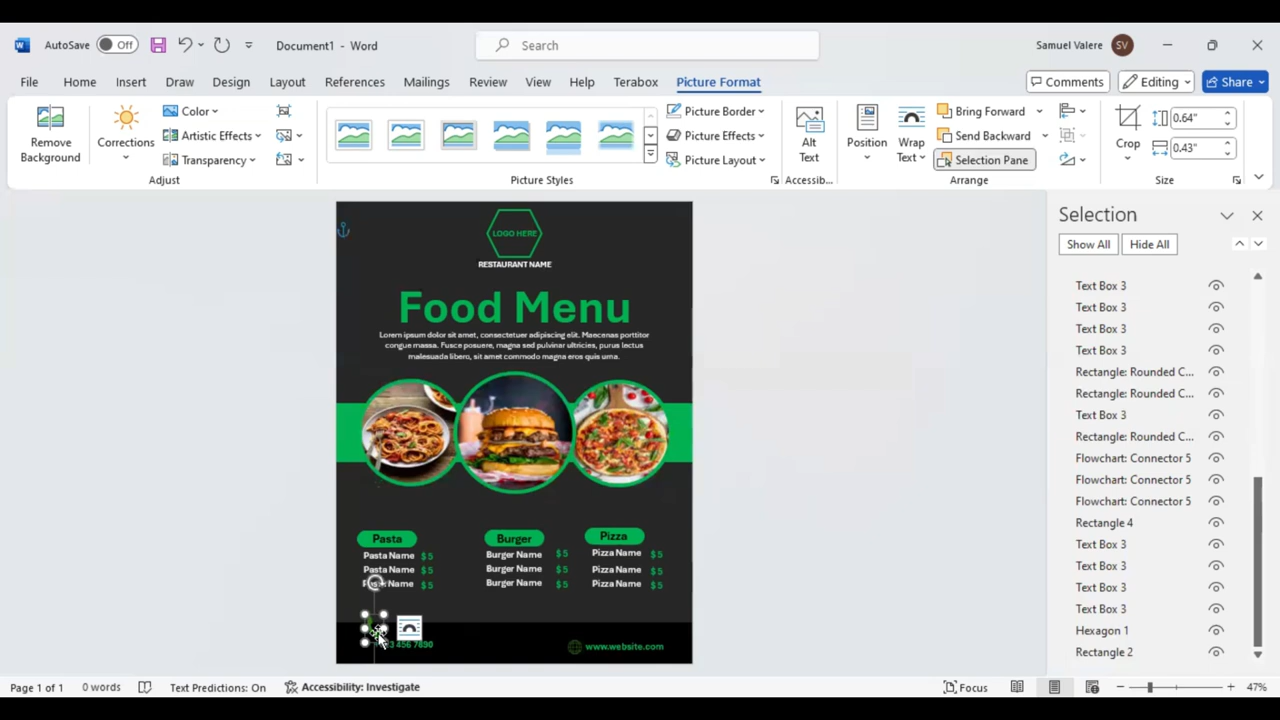 AutoSave Off Document1 - Word Search Samuel Valere SV
File Home Insert Draw Design Layout References Mailings Review View Help Terabox Picture Format Comments Editing Share
Remove Background
Corrections
Color
Artistic Effects
Transparency
Adjust
Picture Styles
Picture Border
Picture Effects
Picture Layout
Alt Text
Accessib...
Position
Wrap Text
Bring Forward
Send Backward
Selection Pane
Arrange
Crop
0.64"
0.43"
Size
LOGO HERE
RESTAURANT NAME
Food Menu
Lorem ipsum dolor sit amet, consectetuer adipiscing elit. Maecenas porttitor
congue massa. Fusce posuere, magna sed pulvinar ultricies, purus lectus
malesuada libero, sit amet commodo magna eros quis urna.
Pasta Burger Pizza
Pasta Name $ 5 Burger Name $ 5 Pizza Name $ 5
Pasta Name $ 5 Burger Name $ 5 Pizza Name $ 5
Name $ 5 Burger Name $ 5 Pizza Name $ 5
456 7890 www.website.com
Selection
Show All Hide All
Text Box 3
Text Box 3
Text Box 3
Text Box 3
Rectangle: Rounded C...
Rectangle: Rounded C...
Text Box 3
Rectangle: Rounded C...
Flowchart: Connector 5
Flowchart: Connector 5
Flowchart: Connector 5
Rectangle 4
Text Box 3
Text Box 3
Text Box 3
Text Box 3
Hexagon 1
Rectangle 2
Page 1 of 1 0 words Text Predictions: On Accessibility: Investigate Focus 47%